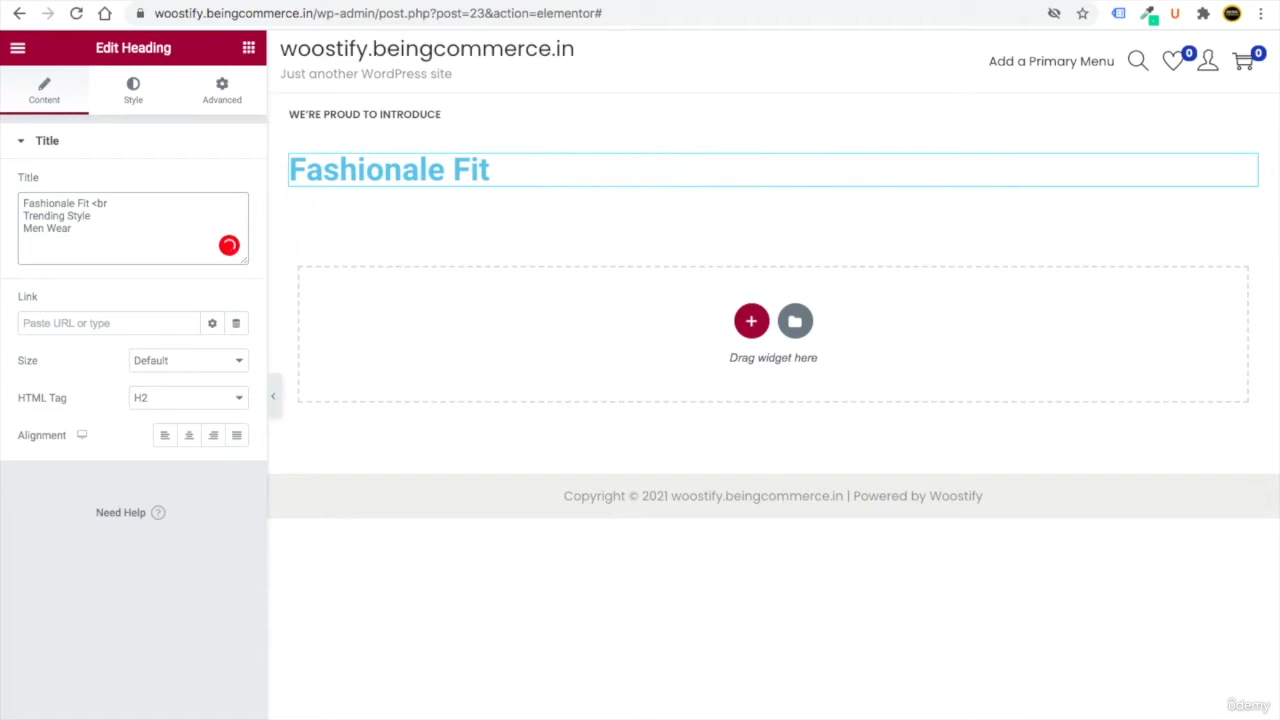 woostify.beingcommerce.in/wp-admin/post.php?post=23&action=elementor#
Edit Heading
Content
Style
Advanced
Title
Title
Fashionale Fit <br
Trending Style
Men Wear
Link
Paste URL or type
Size
Default
HTML Tag
H2
Alignment
Need Help
?
woostify.beingcommerce.in
Just another WordPress site
Add a Primary Menu
0
0
WE'RE PROUD TO INTRODUCE
Fashionale Fit
Drag widget here
Copyright © 2021 woostify.beingcommerce.in | Powered by Woostify
ûdemy